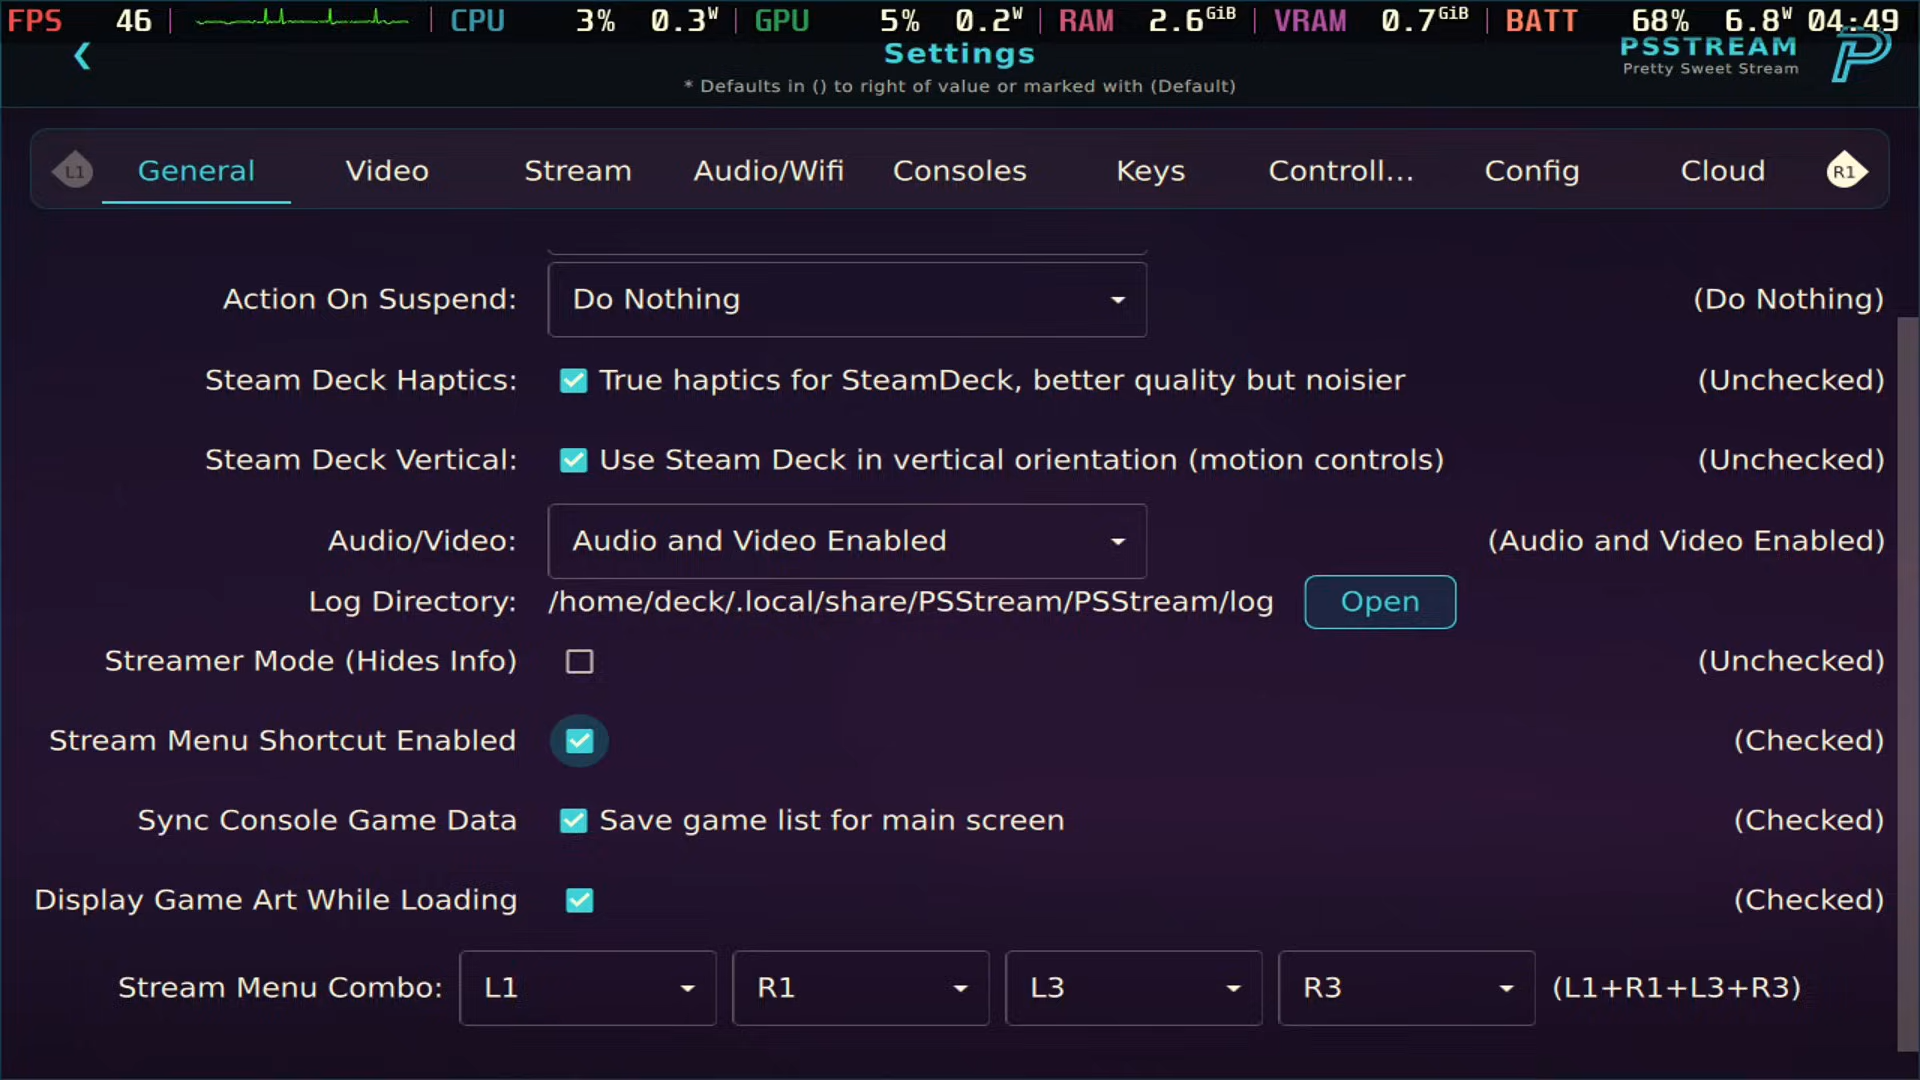 FPS 46 CPU 3% 0.3W GPU 5% 0.2W RAM 2.6GiB VRAM 0.7GiB BATT 68% 6.8W 04:49
Settings
* Defaults in () to right of value or marked with (Default)
PSSTREAM
Pretty Sweet Stream
L1 General Video Stream Audio/Wifi Consoles Keys Controll... Config Cloud R1
Action On Suspend: Do Nothing (Do Nothing)
Steam Deck Haptics: True haptics for SteamDeck, better quality but noisier (Unchecked)
Steam Deck Vertical: Use Steam Deck in vertical orientation (motion controls) (Unchecked)
Audio/Video: Audio and Video Enabled (Audio and Video Enabled)
Log Directory: /home/deck/.local/share/PSStream/PSStream/log Open
Streamer Mode (Hides Info) (Unchecked)
Stream Menu Shortcut Enabled (Checked)
Sync Console Game Data Save game list for main screen (Checked)
Display Game Art While Loading (Checked)
Stream Menu Combo: L1 R1 L3 R3 (L1+R1+L3+R3)